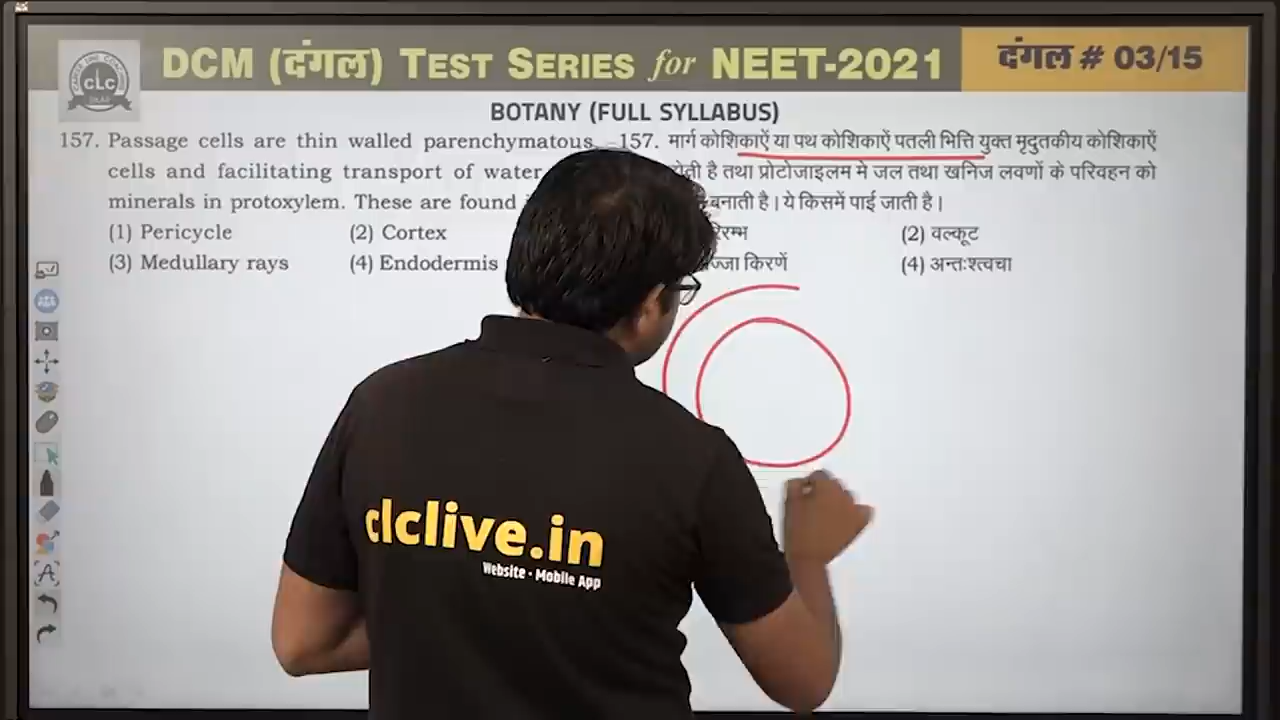 DCM (दंगल) TEST SERIES for NEET-2021
दंगल # 03/15
CLC
BOTANY (FULL SYLLABUS)
157. Passage cells are thin walled parenchymatous
cells and facilitating transport of water
minerals in protoxylem. These are found
(1) Pericycle (2) Cortex
(3) Medullary rays (4) Endodermis
157. मार्ग कोशिकाऐं या पथ कोशिकाऐं पतली भित्ति युक्त मृदुतकीय कोशिकाऐं
होती है तथा प्रोटोजाइलम मे जल तथा खनिज लवणों के परिवहन को
बनाती है। ये किसमें पाई जाती है।
(2) वल्कूट
किरणें (4) अन्तःश्त्वचा
clclive.in
Website • Mobile App